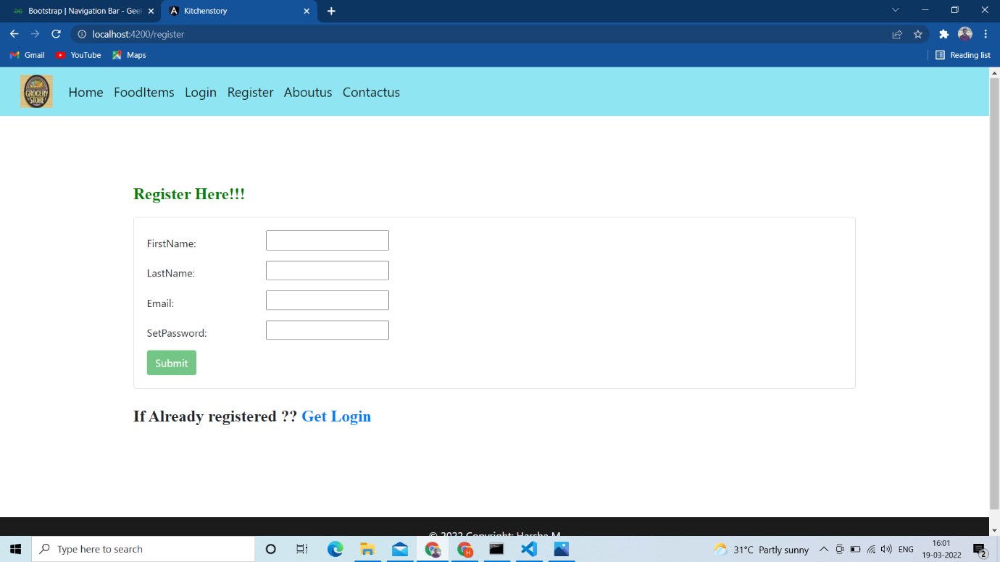 Bootstrap | Navigation Bar - Geek
Kitchenstory
localhost:4200/register
Gmail
YouTube
Maps
Reading list
GROCERY
STORE
Home FoodItems Login Register Aboutus Contactus
Register Here!!!
FirstName:
LastName:
Email:
SetPassword:
Submit
If Already registered ?? Get Login
Copyright: Harsha M
Type here to search
31°C Partly sunny
ENG
16:01
19-03-2022
2